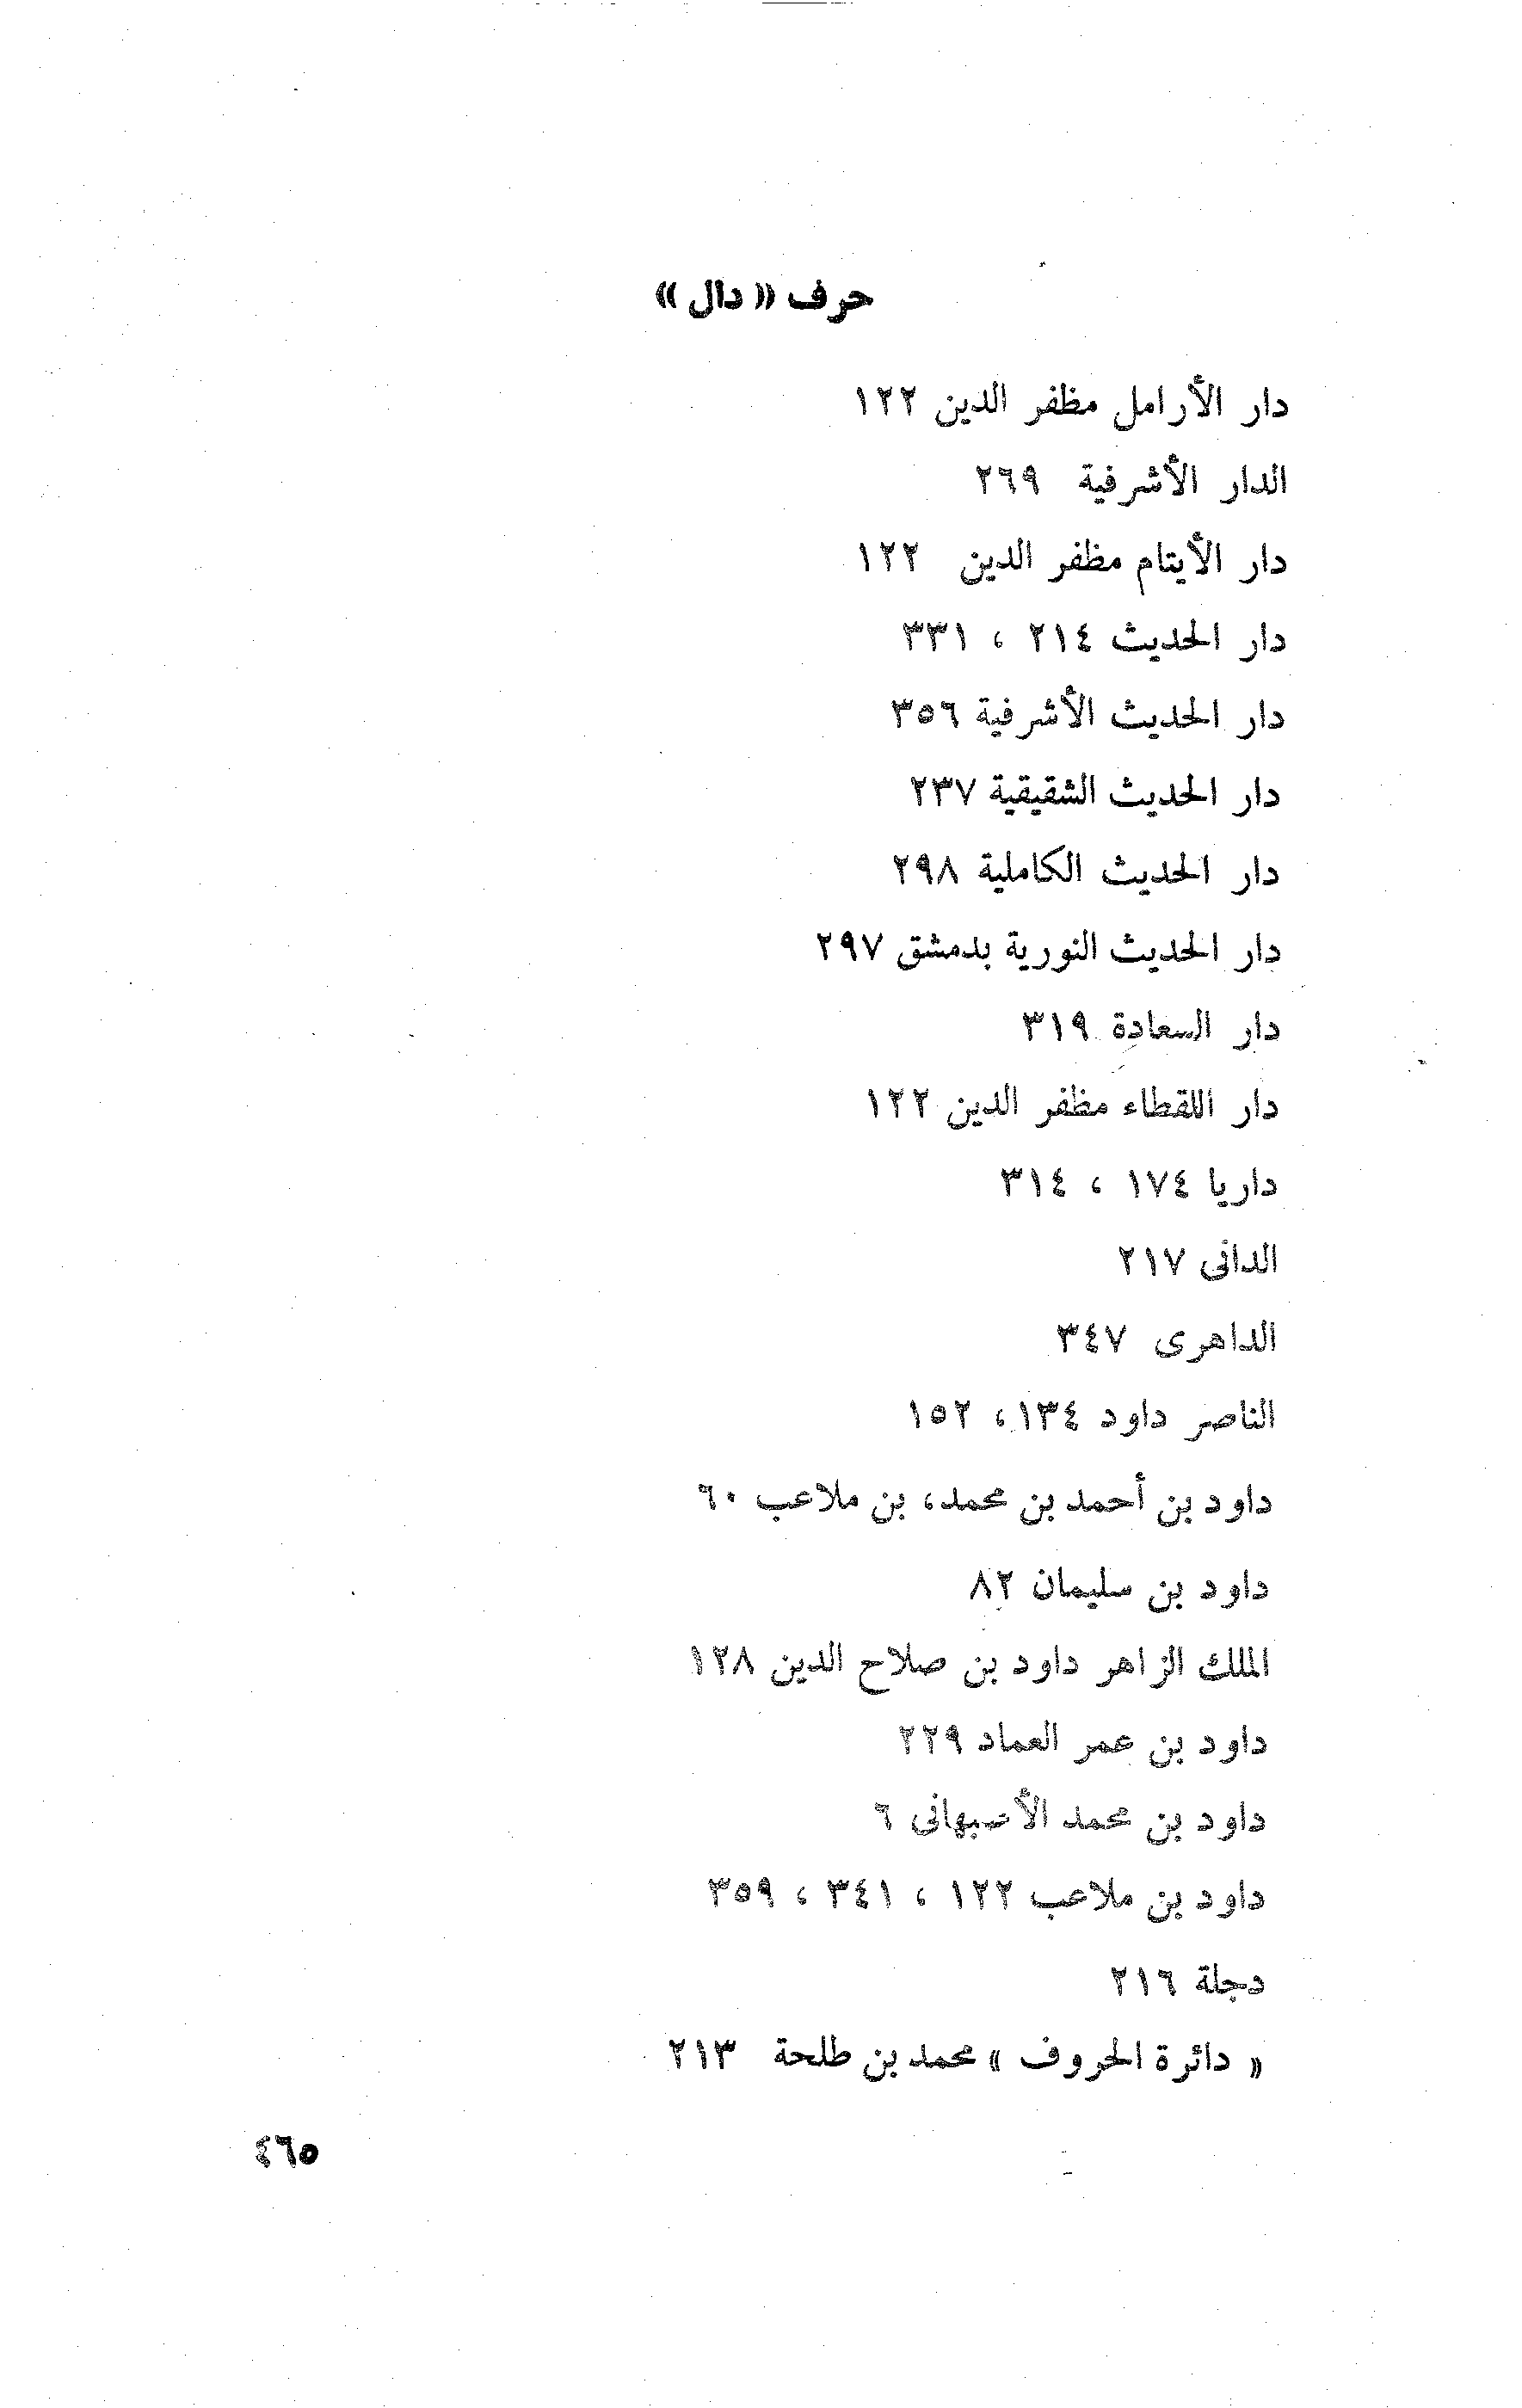 حرف « دال »
دار الأرامل مظفر الدين ١٢٢
الدار الأشرفية ٢٦٩
دار الأيتام مظفر الدين ١٢٢
دار الحديث ٢١٤ ، ٣٣١
دار الحديث الأشرفية ٣٥٦
دار الحديث الشقيقية ٢٣٧
دار الحديث الكاملية ٢٩٨
دار الحديث النورية بدمشق ٢٩٧
دار السعادة ٣١٩
دار اللقطاء مظفر الدين ١٢٢
داريا ١٧٤ ، ٣١٤
الدانى ٢١٧
الداهرى ٣٤٧
الناصر داود ١٣٤ ، ١٥٢
داود بن أحمد بن محمد، بن ملاعب ٦٠
داود بن سليمان ٨٢
الملك الزاهر داود بن صلاح الدين ١٢٨
داود بن عمر العماد ٢٢٩
داود بن محمد الأصبهانى ٦
داود بن ملاعب ١٢٢ ، ٣٤١ ، ٣٥٩
دجلة ٢١٦
« دائرة الحروف » محمد بن طلحة ٢١٣
٤٦٥